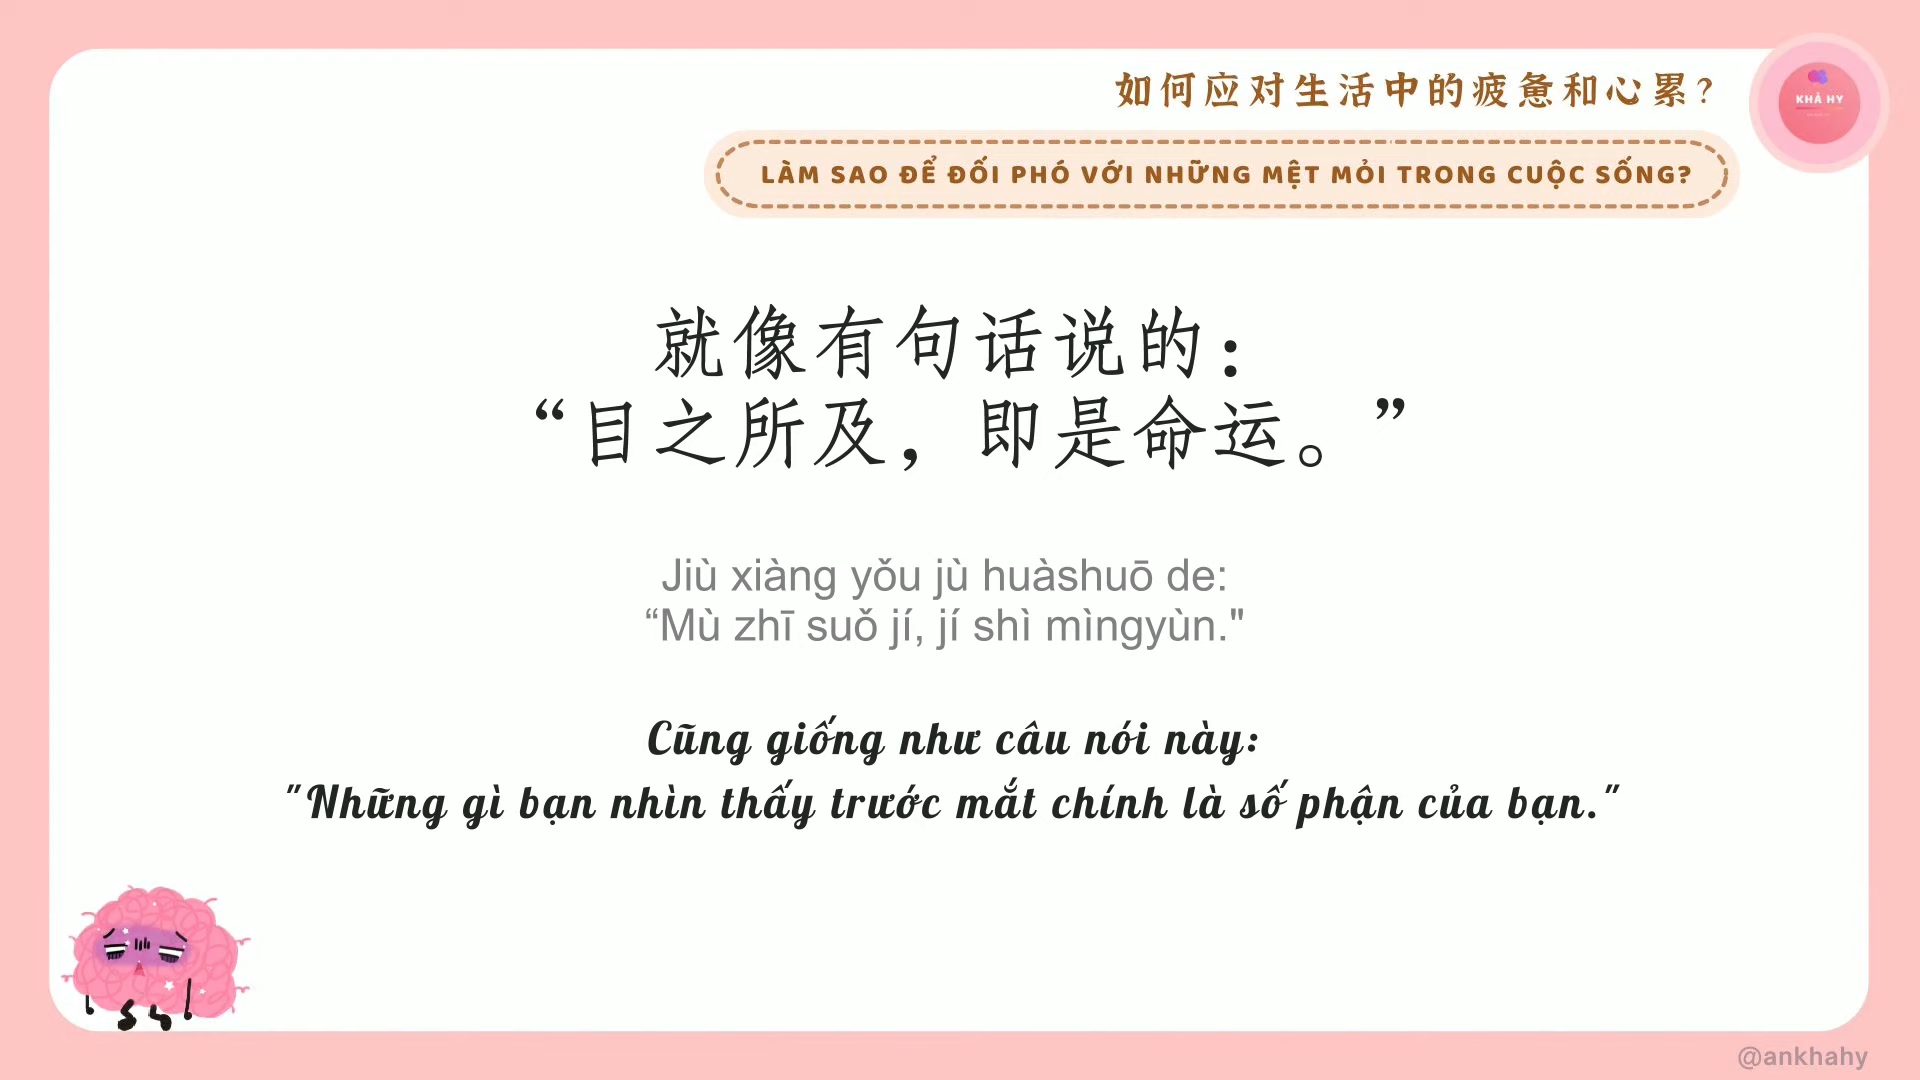 如何应对生活中的疲惫和心累?
KHẢ HY
LÀM SAO ĐỂ ĐỐI PHÓ VỚI NHỮNG MỆT MỎI TRONG CUỘC SỐNG?
就像有句话说的：
“目之所及，即是命运。”
Jiù xiàng yǒu jù huàshuō de:
“Mù zhī suǒ jí, jí shì mìngyùn."
Cũng giống như câu nói này:
"Những gì bạn nhìn thấy trước mắt chính là số phận của bạn."
@ankhahy